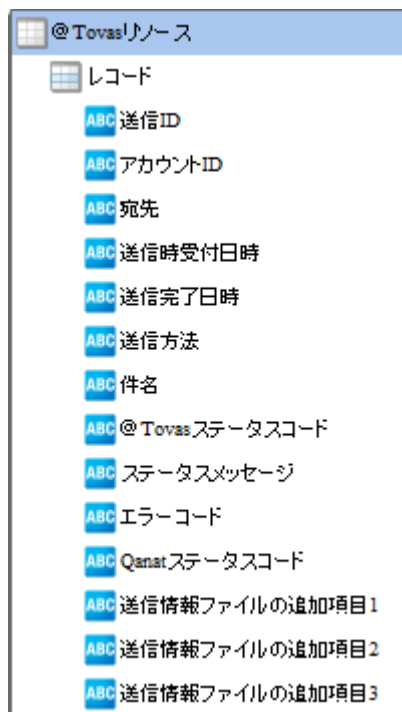 @Tovasリソース
レコード
ABC 送信ID
ABC アカウントID
ABC 宛先
ABC 送信時受付日時
ABC 送信完了日時
ABC 送信方法
ABC 件名
ABC @Tovasステータスコード
ABC ステータスメッセージ
ABC エラーコード
ABC Qanatステータスコード
ABC 送信情報ファイルの追加項目1
ABC 送信情報ファイルの追加項目2
ABC 送信情報ファイルの追加項目3